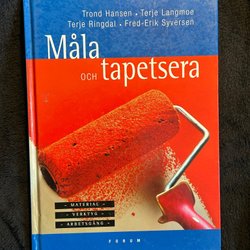 Trond Hansen · Terje Langmoe
Terje Ringdal · Fred-Erik Syversen
Måla
OCH tapetsera
- MATERIAL -
- VERKTYG -
- ARBETSGÅNG -
FORUM